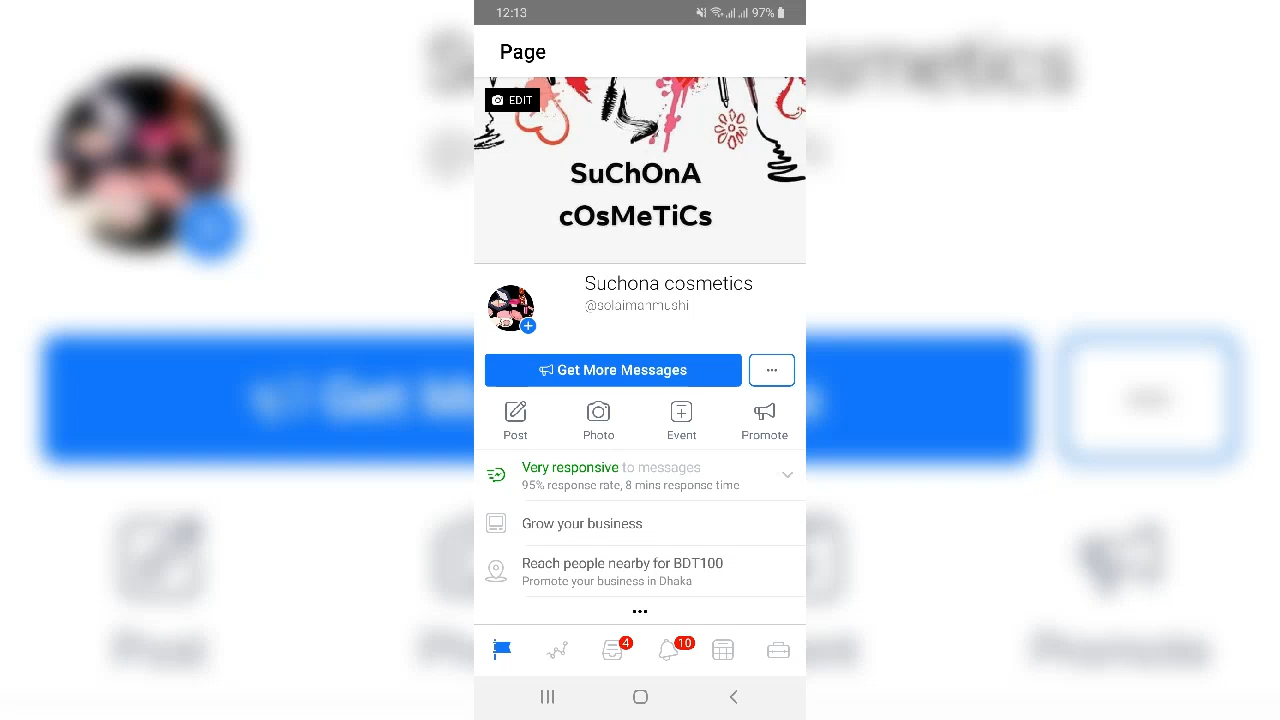 12:13
97%
Page
EDIT
SuChOnA
cOsMeTiCs
Suchona cosmetics
@solaimanmushi
Get More Messages
Post
Photo
Event
Promote
Very responsive to messages
95% response rate, 8 mins response time
Grow your business
Reach people nearby for BDT100
Promote your business in Dhaka
4
10